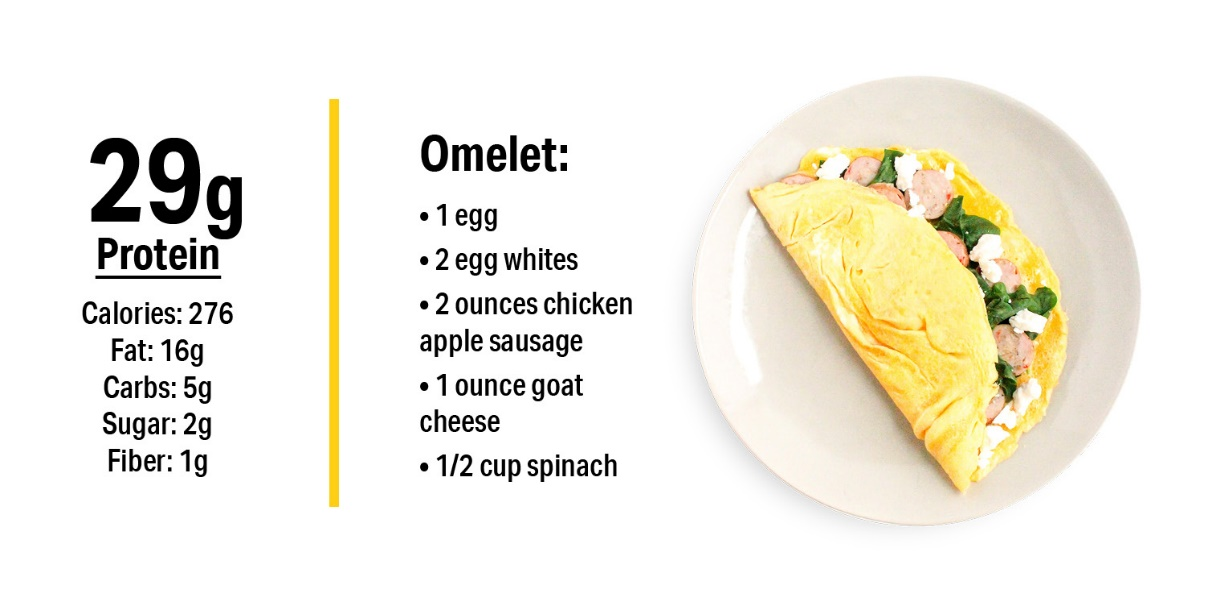 29g
Protein
Calories: 276
Fat: 16g
Carbs: 5g
Sugar: 2g
Fiber: 1g
Omelet:
• 1 egg
• 2 egg whites
• 2 ounces chicken
apple sausage
• 1 ounce goat
cheese
• 1/2 cup spinach